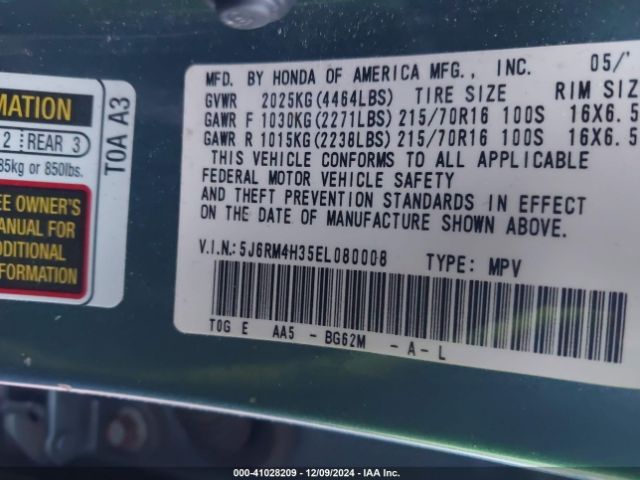 MFD. BY HONDA OF AMERICA MFG., INC. 05/
GVWR 2025KG (4464LBS) TIRE SIZE RIM SIZ
GAWR F 1030KG (2271LBS) 215/70R16 100S 16X6.5
GAWR R 1015KG (2238LBS) 215/70R16 100S 16X6.5
THIS VEHICLE CONFORMS TO ALL APPLICABLE
FEDERAL MOTOR VEHICLE SAFETY
AND THEFT PREVENTION STANDARDS IN EFFECT
ON THE DATE OF MANUFACTURE SHOWN ABOVE.
V.I.N.: 5J6RM4H35EL080008 TYPE: MPV
TOG E AA5 - BG62M - A - L
MATION
2 REAR 3
85kg or 850lbs.
EE OWNER'S
MANUAL FOR
DDITIONAL
FORMATION
TOA A3
000-41028209 - 12/09/2024 - IAA Inc.